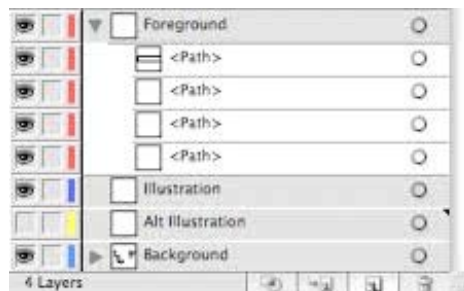 Foreground
<Path>
<Path>
<Path>
<Path>
Illustration
Alt Illustration
Background
4 Layers